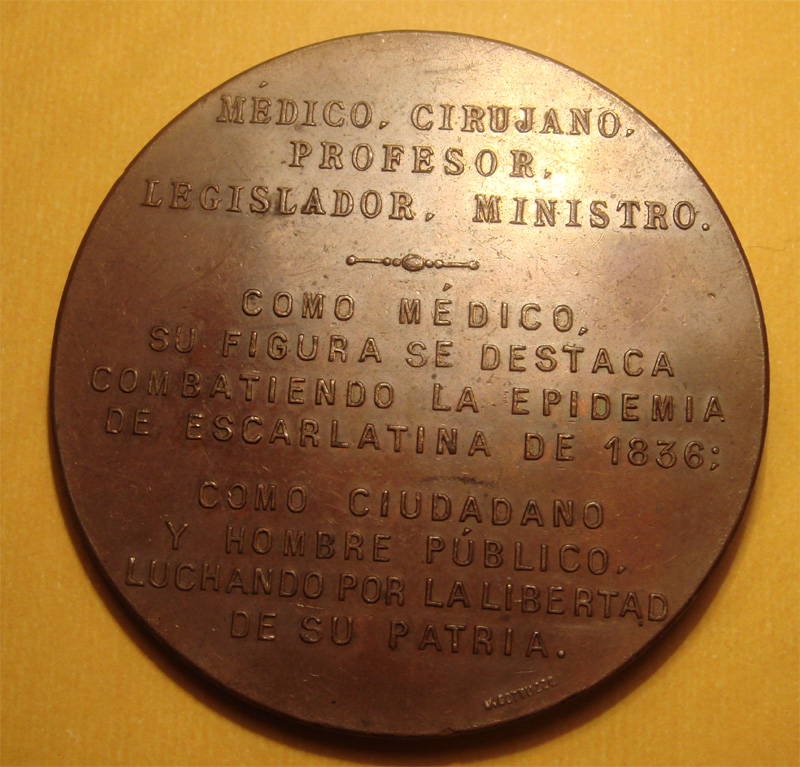 MÉDICO, CIRUJANO,
PROFESOR,
LEGISLADOR, MINISTRO.
COMO MÉDICO,
SU FIGURA SE DESTACA
COMBATIENDO LA EPIDEMIA
DE ESCARLATINA DE 1836;
COMO CIUDADANO
Y HOMBRE PÚBLICO,
LUCHANDO POR LA LIBERTAD
DE SU PATRIA.